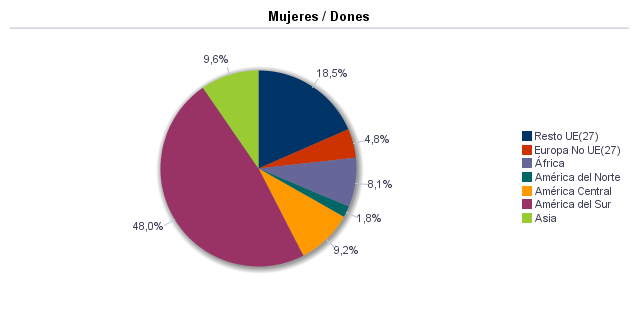 Mujeres / Dones
9,6%
18,5%
4,8%
8,1%
1,8%
9,2%
48,0%
Resto UE(27)
Europa No UE(27)
África
América del Norte
América Central
América del Sur
Asia